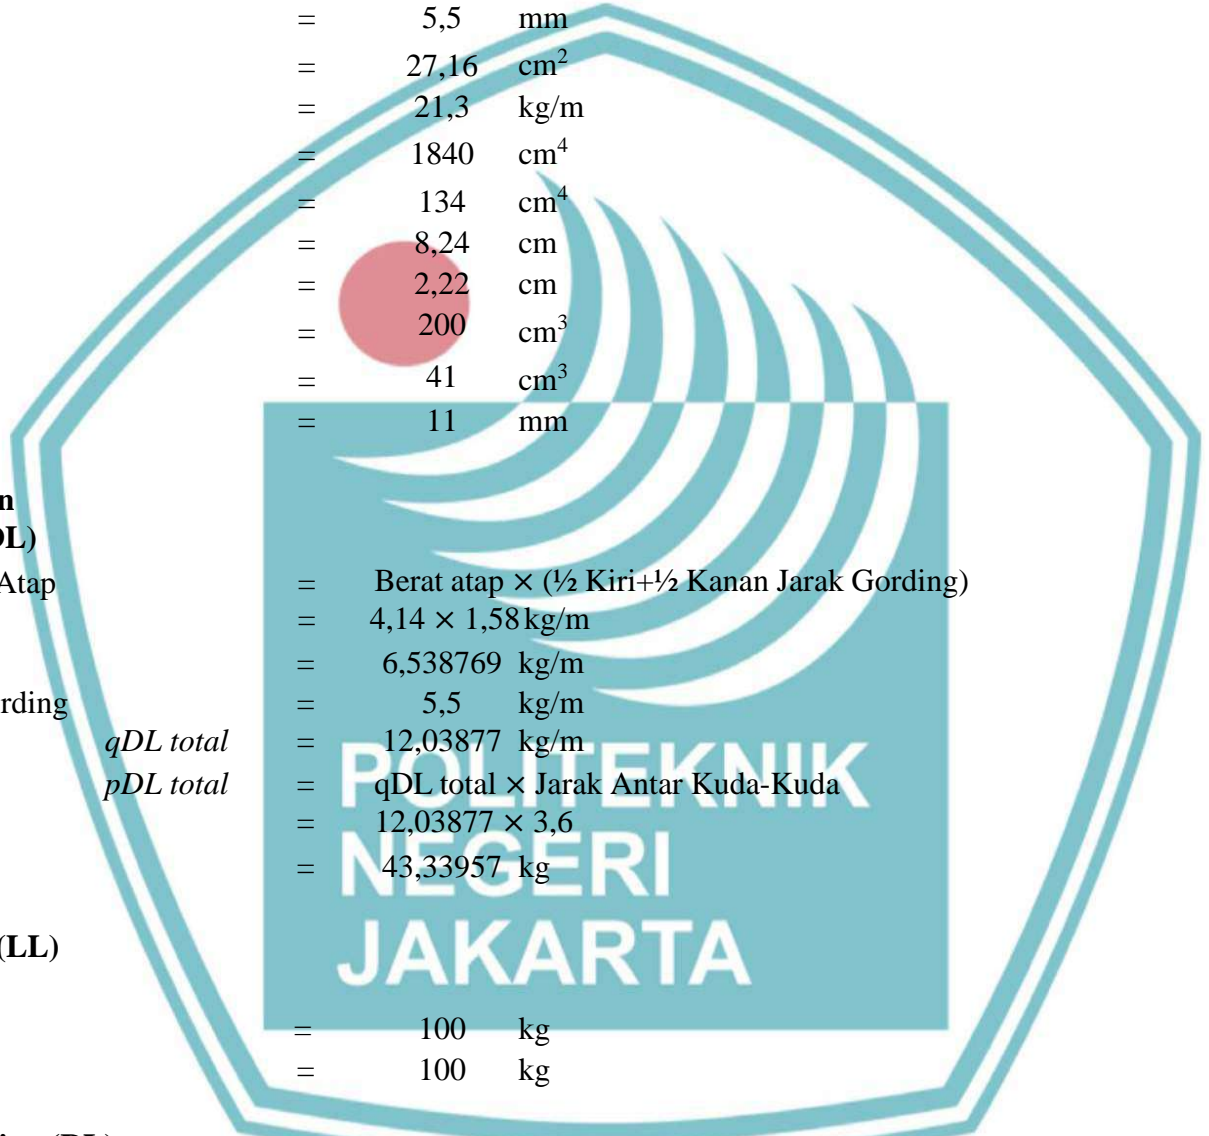 = 5,5 mm
= 27,16 cm²
= 21,3 kg/m
= 1840 cm⁴
= 134 cm⁴
= 8,24 cm
= 2,22 cm
= 200 cm³
= 41 cm³
= 11 mm
n
DL)
Atap = Berat atap × (½ Kiri+½ Kanan Jarak Gording)
= 4,14 × 1,58 kg/m
= 6,538769 kg/m
rding = 5,5 kg/m
qDL total = 12,03877 kg/m
pDL total = qDL total × Jarak Antar Kuda-Kuda
= 12,03877 × 3,6
= 43,33957 kg
(LL)
= 100 kg
= 100 kg
POLITEKNIK
NEGERI
JAKARTA